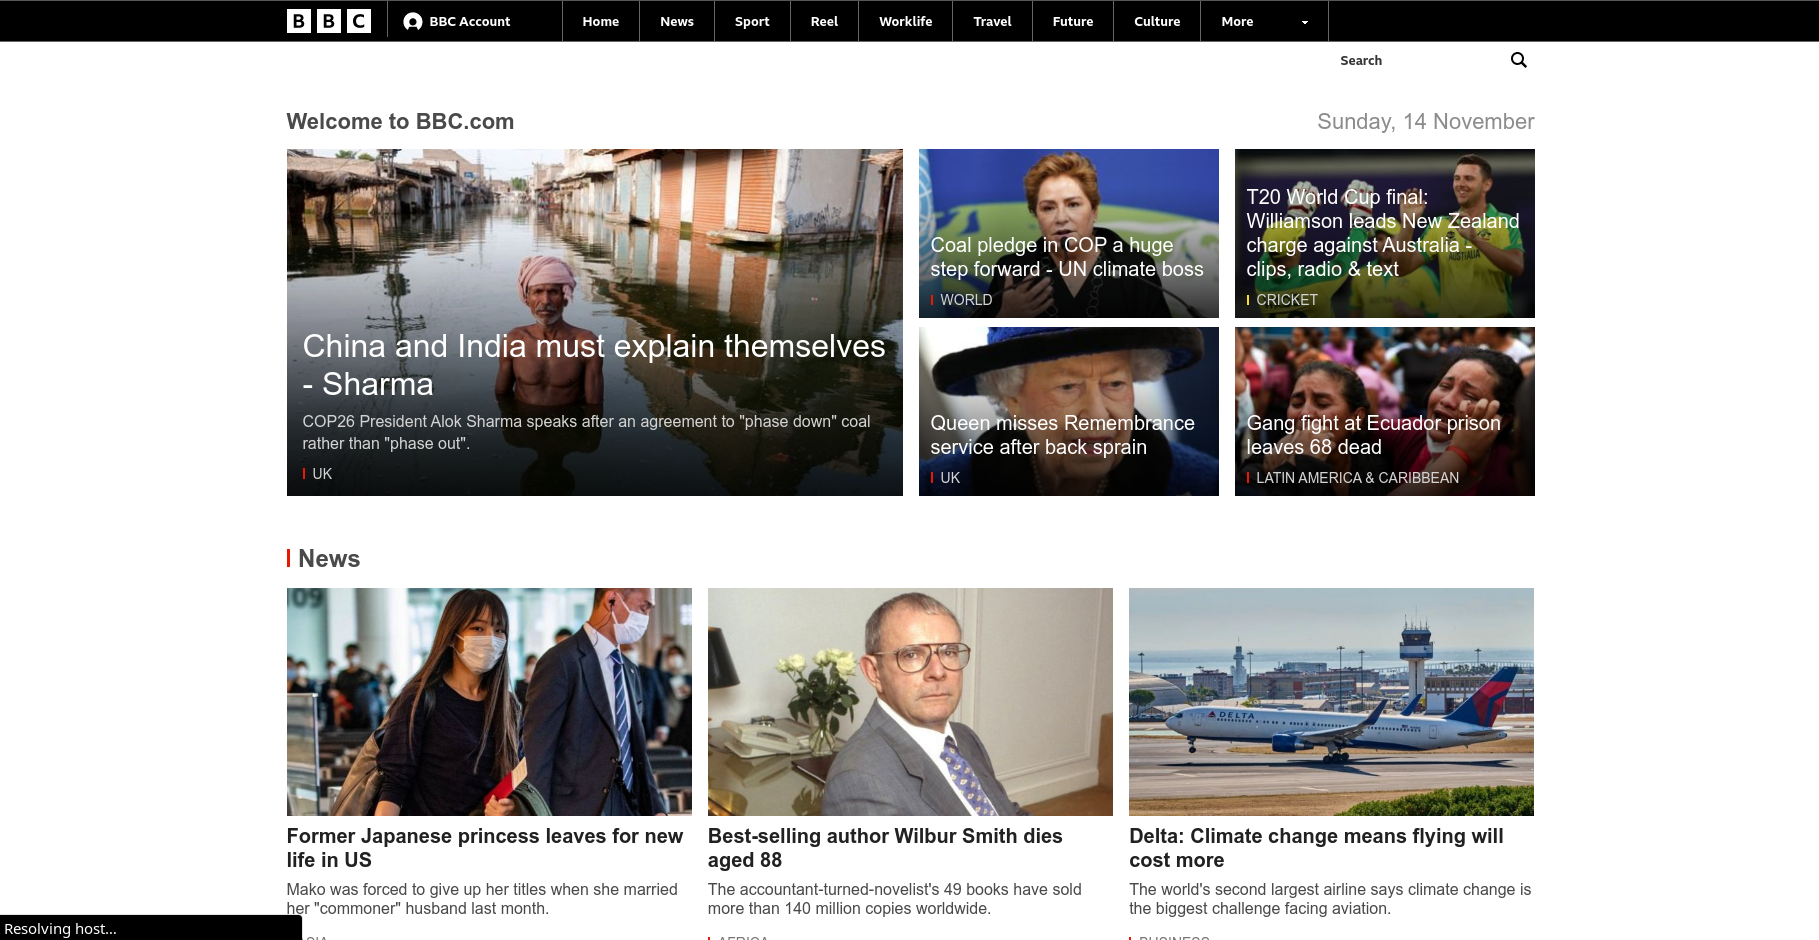 BBC
BBC Account
Home
News
Sport
Reel
Worklife
Travel
Future
Culture
More
Search
Welcome to BBC.com
Sunday, 14 November
China and India must explain themselves
- Sharma
COP26 President Alok Sharma speaks after an agreement to "phase down" coal
rather than "phase out".
UK
Coal pledge in COP a huge
step forward - UN climate boss
WORLD
T20 World Cup final:
Williamson leads New Zealand
charge against Australia -
clips, radio & text
CRICKET
AUSTRALIA
Queen misses Remembrance
service after back sprain
UK
Gang fight at Ecuador prison
leaves 68 dead
LATIN AMERICA & CARIBBEAN
News
09
DELTA
Former Japanese princess leaves for new
life in US
Mako was forced to give up her titles when she married
her "commoner" husband last month.
Best-selling author Wilbur Smith dies
aged 88
The accountant-turned-novelist's 49 books have sold
more than 140 million copies worldwide.
AFRICA
Delta: Climate change means flying will
cost more
The world's second largest airline says climate change is
the biggest challenge facing aviation.
BUSINESS
Resolving host...